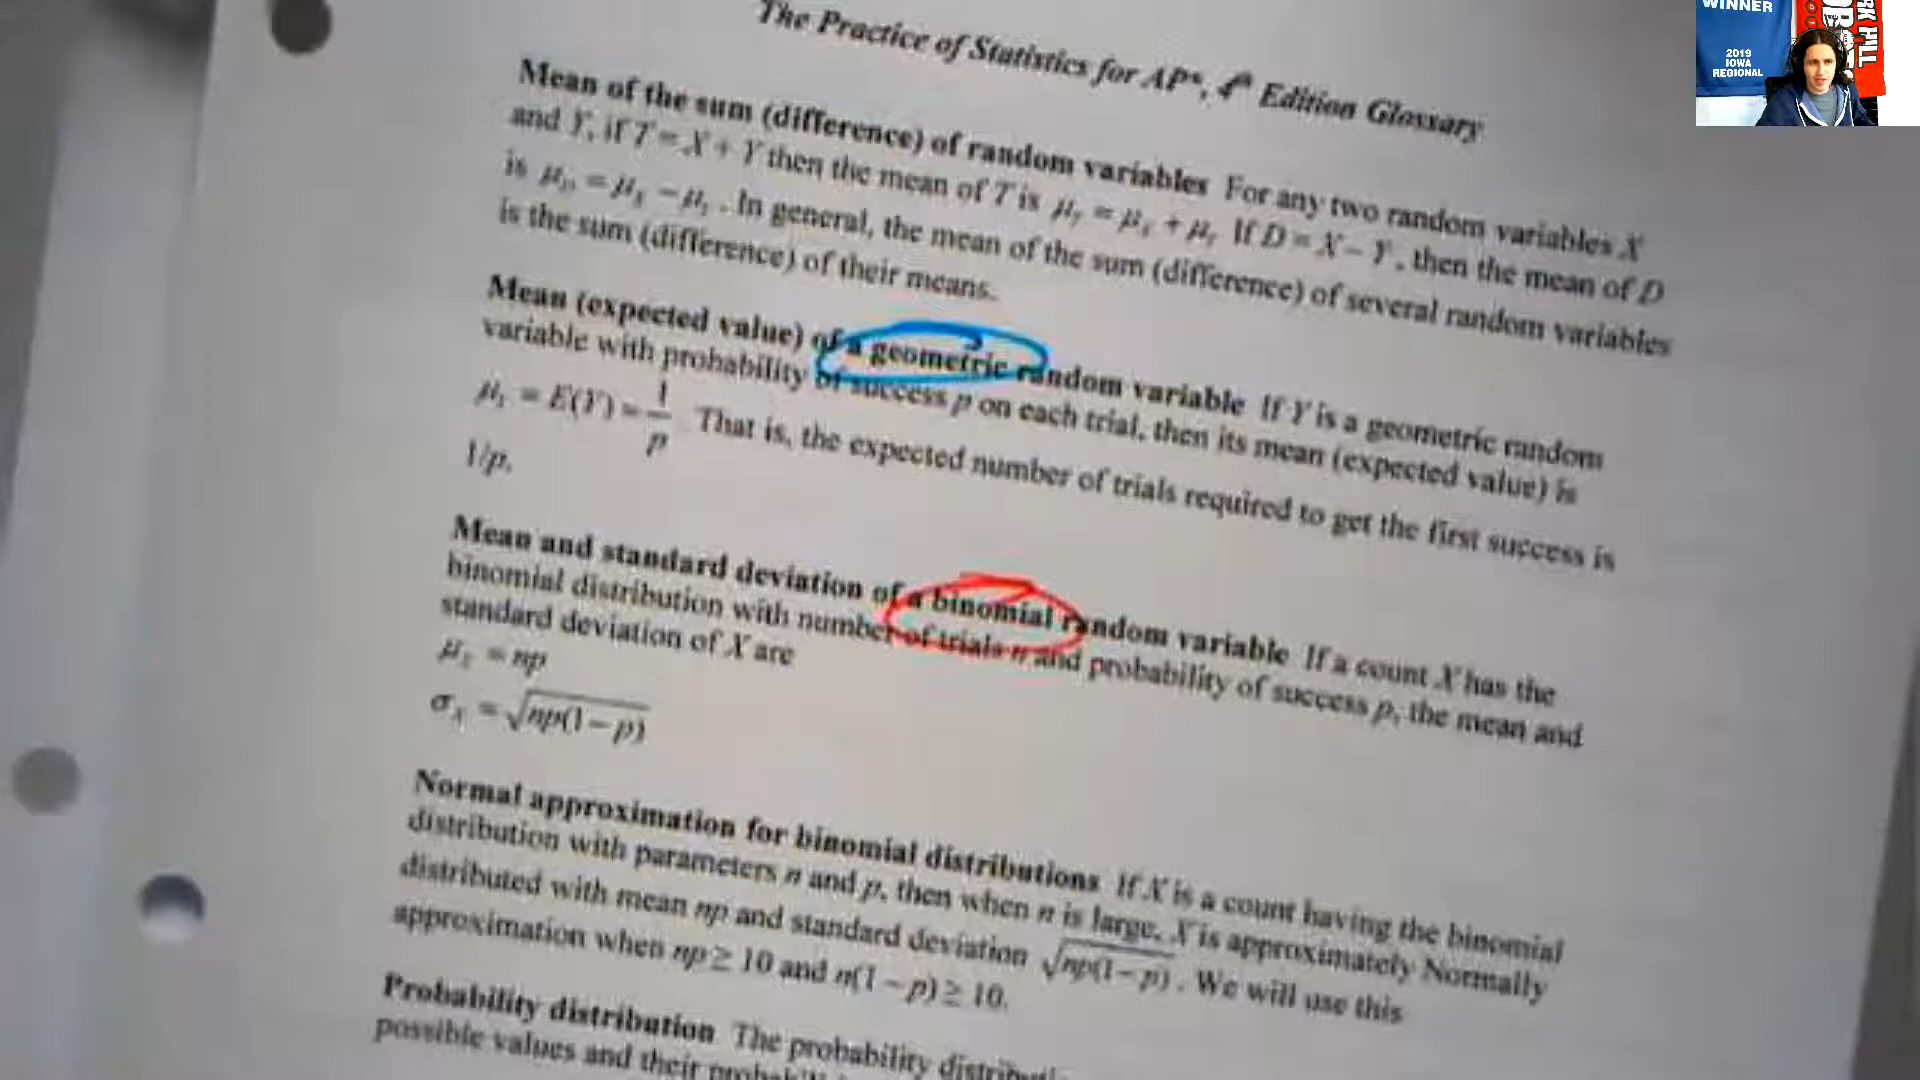 The Practice of Statistics for AP*, 4th Edition Glossary
Mean of the sum (difference) of random variables For any two random variables X
and Y, if T = X + Y then the mean of T is μ_T = μ_X + μ_Y If D = X – Y, then the mean of D
is μ_D = μ_X − μ_Y. In general, the mean of the sum (difference) of several random variables
is the sum (difference) of their means.
Mean (expected value) of a geometric random variable If Y is a geometric random
variable with probability of success p on each trial, then its mean (expected value) is
μ_Y = E(Y) = 1/p. That is, the expected number of trials required to get the first success is
1/p.
Mean and standard deviation of a binomial random variable If a count X has the
binomial distribution with number of trials n and probability of success p, the mean and
standard deviation of X are
μ_X = np
σ_X = √np(1 – p)
Normal approximation for binomial distributions If X is a count having the binomial
distribution with parameters n and p, then when n is large, X is approximately Normally
distributed with mean np and standard deviation √np(1 – p). We will use this
approximation when np ≥ 10 and n(1 – p) ≥ 10.
Probability distribution The probability
possible values and their
WINNER
2019
IOWA
REGIONAL